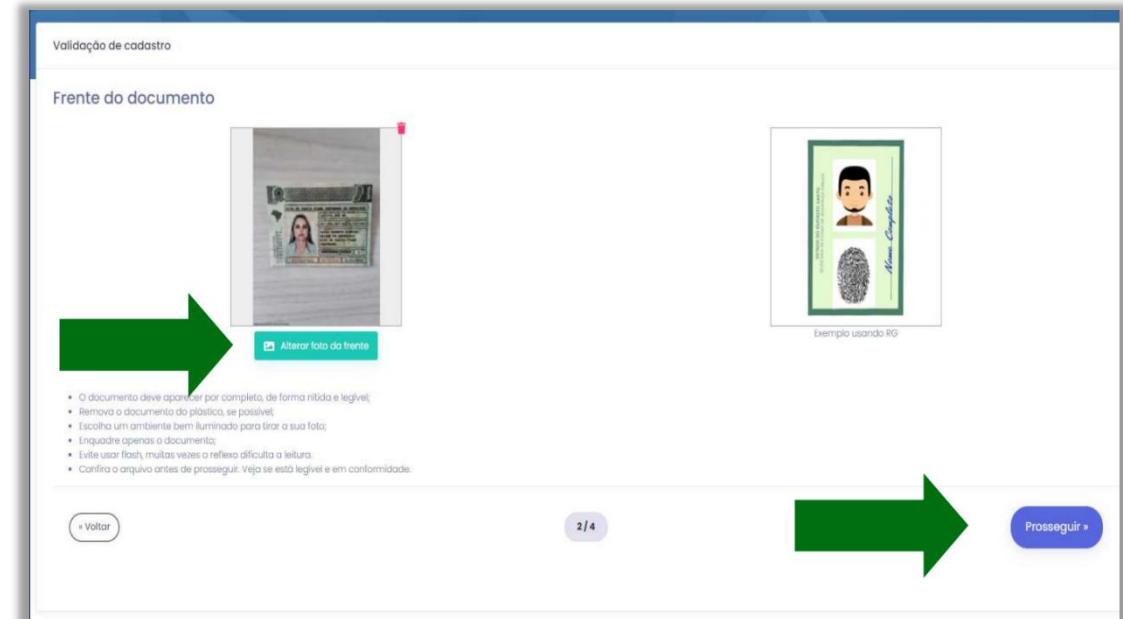 Validação de cadastro
Frente do documento
Alterar foto da frente
Nome Completo
Exemplo usando RG
O documento deve aparecer por completo, de forma nítida e legível;
Remova o documento do plástico, se possível;
Escolha um ambiente bem iluminado para tirar a sua foto;
Enquadre apenas o documento;
Evite usar flash, muitas vezes o reflexo dificulta a leitura.
Confira o arquivo antes de prosseguir. Veja se está legível e em conformidade.
« Voltar
2 / 4
Prosseguir »